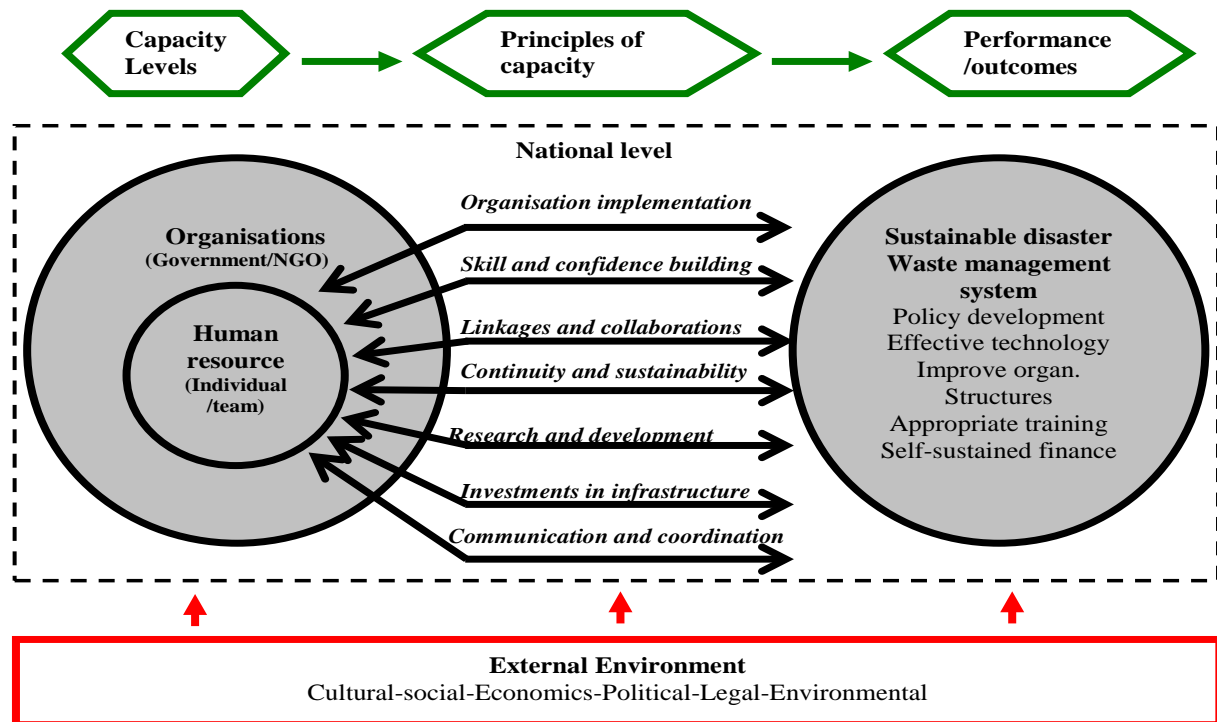 Capacity
Levels
Principles of
capacity
Performance
/outcomes
National level
Organisations
(Government/NGO)
Human
resource
(Individual
/team)
Organisation implementation
Skill and confidence building
Linkages and collaborations
Continuity and sustainability
Research and development
Investments in infrastructure
Communication and coordination
Sustainable disaster
Waste management
system
Policy development
Effective technology
Improve organ.
Structures
Appropriate training
Self-sustained finance
External Environment
Cultural-social-Economics-Political-Legal-Environmental